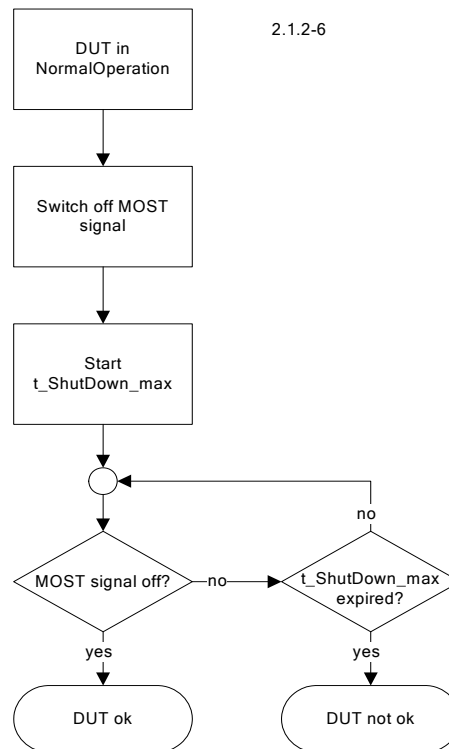 2.1.2-6
DUT in
NormalOperation
Switch off MOST
signal
Start
t_ShutDown_max
no
MOST signal off?
no
t_ShutDown_max
expired?
yes
yes
DUT ok
DUT not ok